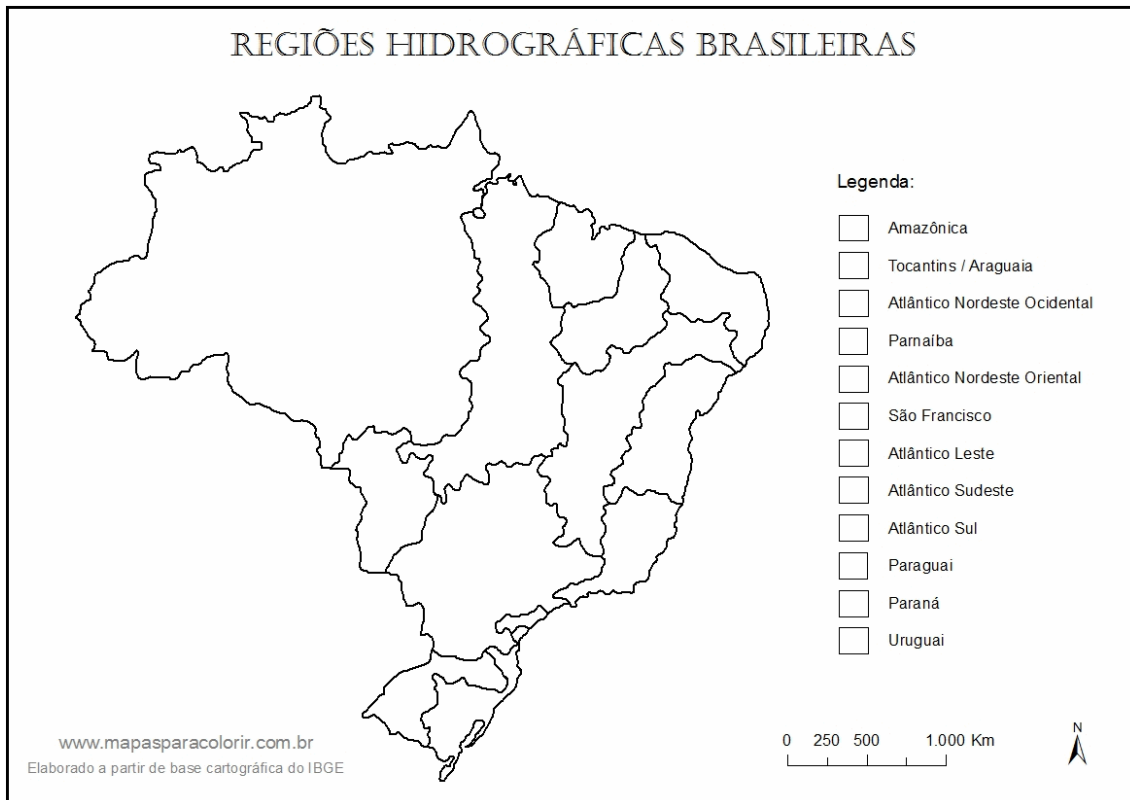 REGIÕES HIDROGRÁFICAS BRASILEIRAS
Legenda:
Amazônica
Tocantins / Araguaia
Atlântico Nordeste Ocidental
Parnaíba
Atlântico Nordeste Oriental
São Francisco
Atlântico Leste
Atlântico Sudeste
Atlântico Sul
Paraguai
Paraná
Uruguai
www.mapasparacolorir.com.br
Elaborado a partir de base cartográfica do IBGE
0 250 500 1.000 Km
N